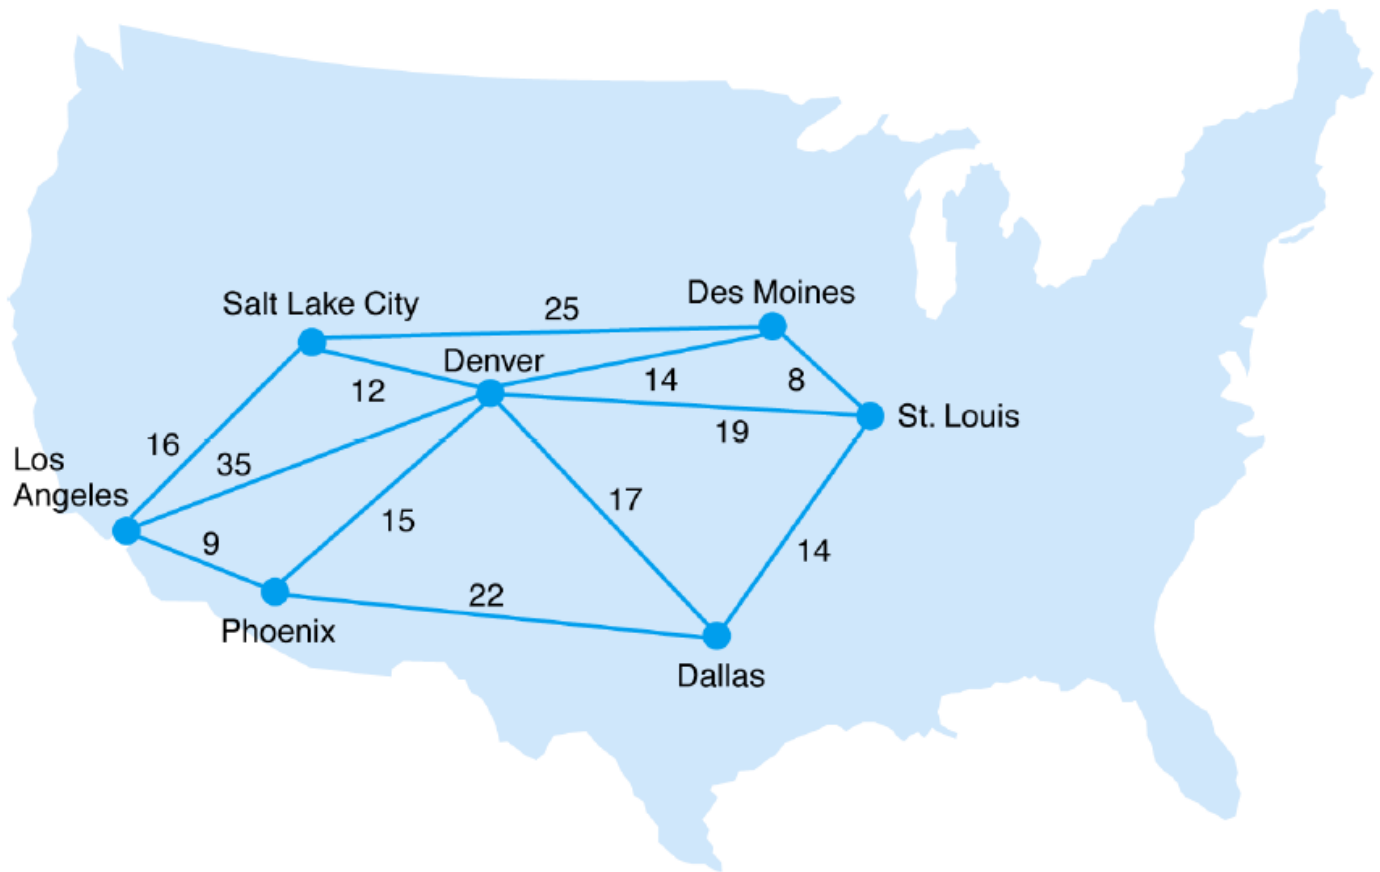 Salt Lake City
25
Des Moines
Denver
12
14
8
St. Louis
19
16
35
Los
Angeles
17
15
9
14
22
Phoenix
Dallas